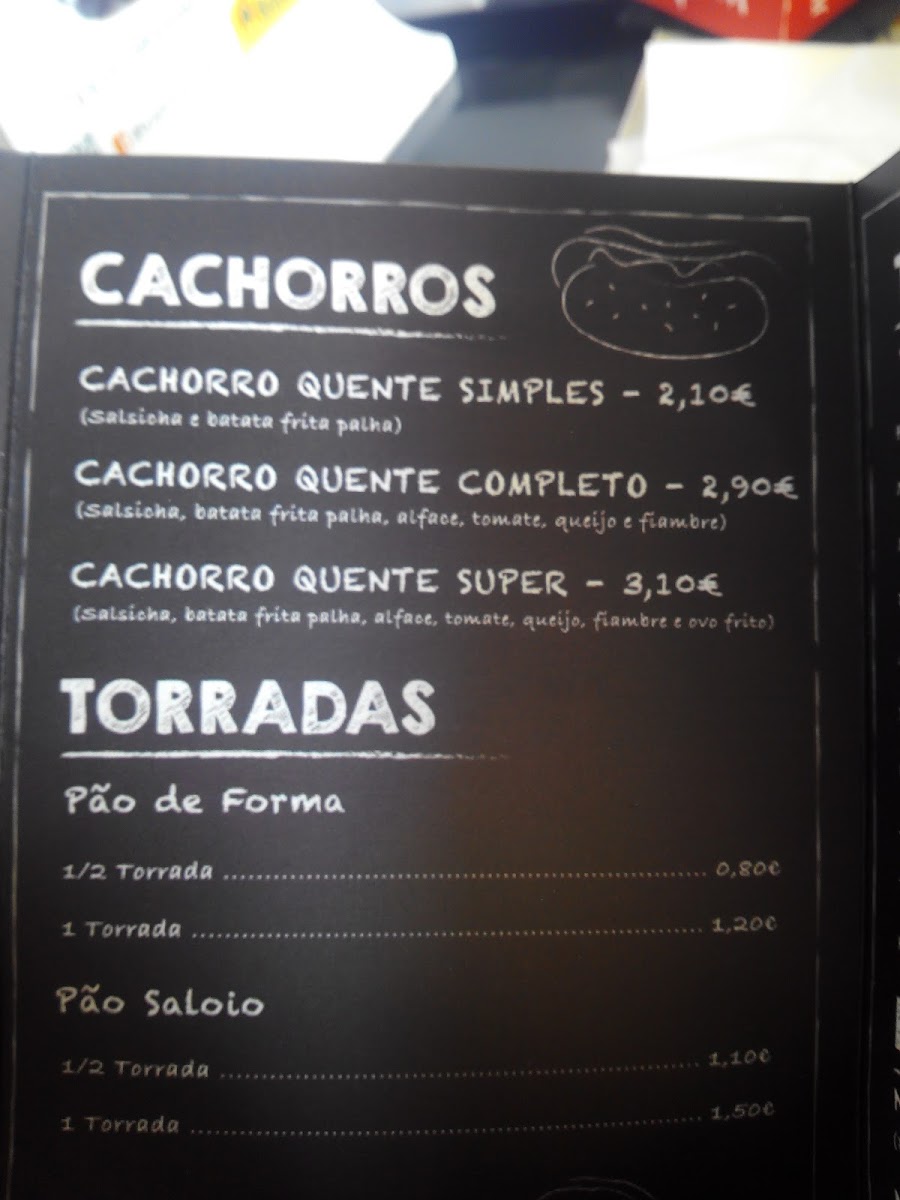 CACHORROS
CACHORRO QUENTE SIMPLES - 2,10€
(Salsicha e batata frita palha)
CACHORRO QUENTE COMPLETO - 2,90€
(Salsicha, batata frita palha, alface, tomate, queijo e fiambre)
CACHORRO QUENTE SUPER - 3,10€
(Salsicha, batata frita palha, alface, tomate, queijo, fiambre e ovo frito)
TORRADAS
Pão de Forma
1/2 Torrada ........................................................... 0,80€
1 Torrada .............................................................. 1,20€
Pão Saloio
1/2 Torrada ........................................................... 1,10€
1 Torrada .............................................................. 1,50€